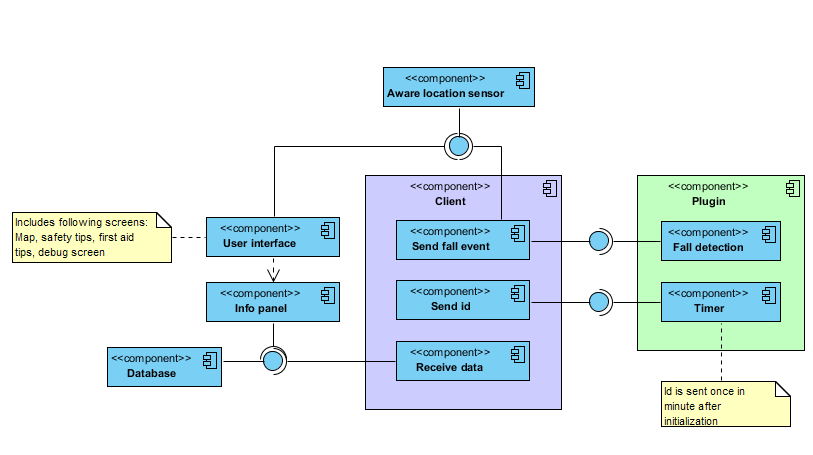 <<component>>
Aware location sensor
<<component>>
Client
<<component>>
Plugin
Includes following screens:
Map, safety tips, first aid
tips, debug screen
<<component>>
User interface
<<component>>
Send fall event
<<component>>
Fall detection
<<component>>
Info panel
<<component>>
Send id
<<component>>
Timer
<<component>>
Database
<<component>>
Receive data
Id is sent once in
minute after
initialization